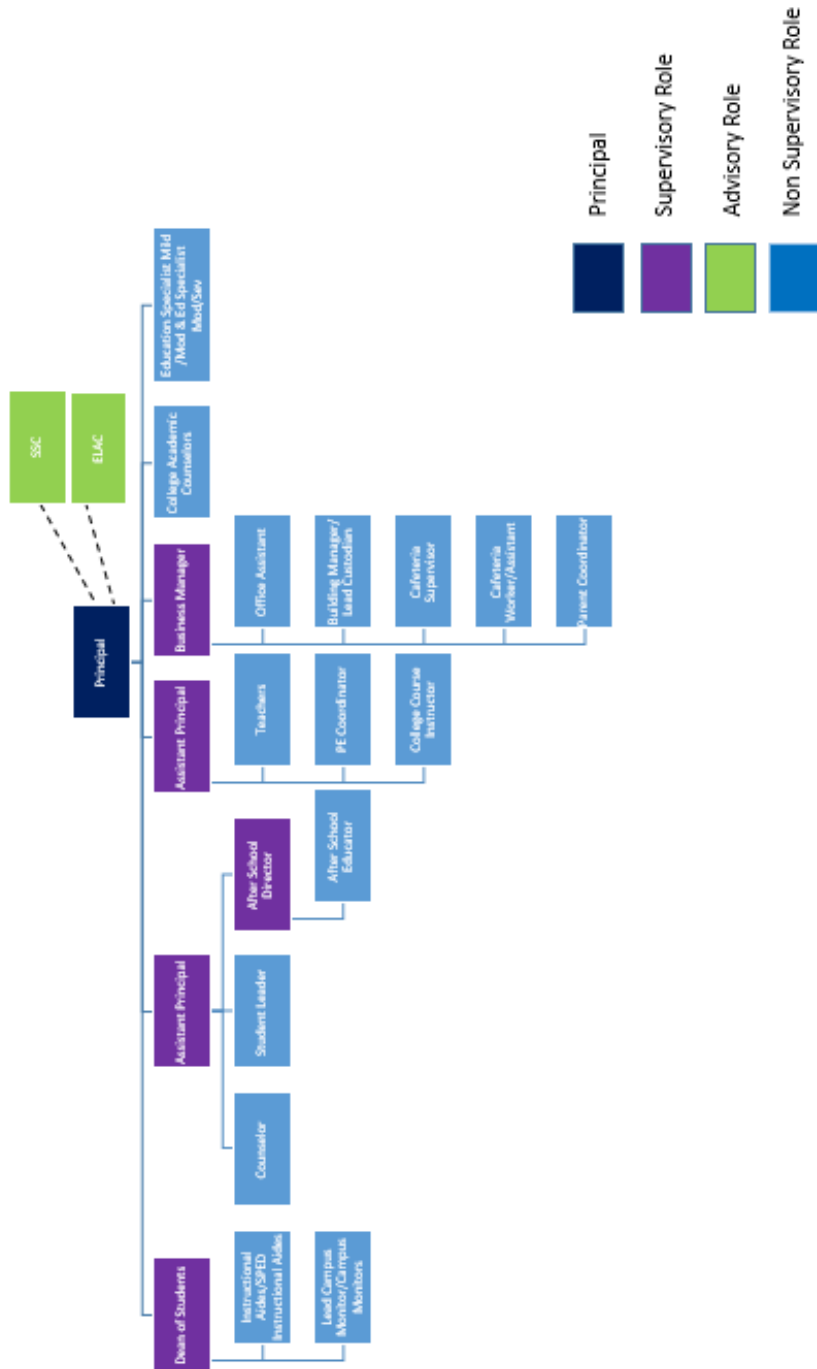 SSC
ELAC
Principal
Dean of Students
Assistant Principal
Assistant Principal
Business Manager
College Academic
Counselors
Education Specialist Mild
/Mod & Ed Specialist
Mod/Sev
Instructional
Aides/SPED
Instructional Aides
Lead Campus
Monitor/Campus
Monitors
Counselor
Student Leader
After School
Director
After School
Educator
Teachers
PE Coordinator
College Course
Instructor
Office Assistant
Building Manager/
Lead Custodian
Cafeteria
Supervisor
Cafeteria
Worker/Assistant
Parent Coordinator
Principal
Supervisory Role
Advisory Role
Non Supervisory Role